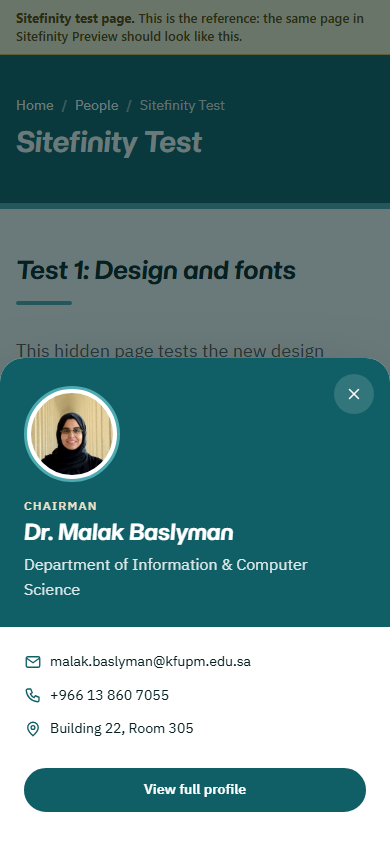 Sitefinity test page. This is the reference: the same page in
Sitefinity Preview should look like this.
Home / People / Sitefinity Test
Sitefinity Test
Test 1: Design and fonts
This hidden page tests the new design
CHAIRMAN
Dr. Malak Baslyman
Department of Information & Computer
Science
malak.baslyman@kfupm.edu.sa
+966 13 860 7055
Building 22, Room 305
View full profile